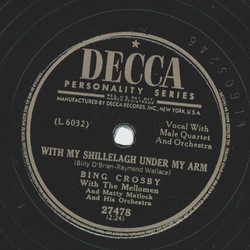 DECCA
PERSONALITY SERIES
MANUFACTURED BY DECCA RECORDS, INC., NEW YORK, U.S.A.
(L 6032)
Vocal With
Male Quartet
And Orchestra
WITH MY SHILLELAGH UNDER MY ARM
(Billy O'Brien-Raymond Wallace)
BING CROSBY
With The Mellomen
And Matty Matlock
And His Orchestra
27478
(2:24)